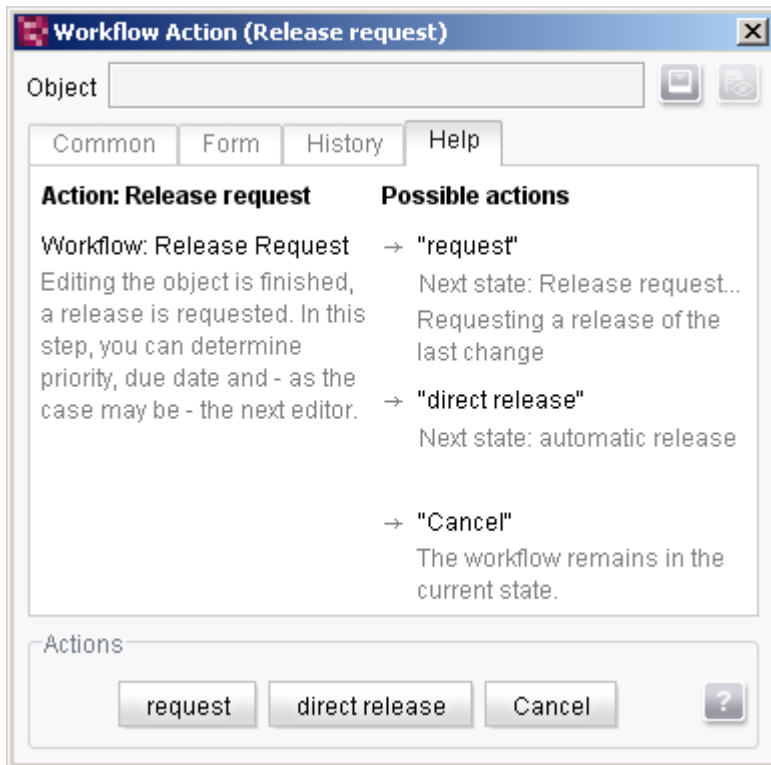 Workflow Action (Release request)
Object
Common Form History Help
Action: Release request
Workflow: Release Request
Editing the object is finished,
a release is requested. In this
step, you can determine
priority, due date and - as the
case may be - the next editor.
Possible actions
→ "request"
Next state: Release request...
Requesting a release of the
last change
→ "direct release"
Next state: automatic release
→ "Cancel"
The workflow remains in the
current state.
Actions
request direct release Cancel ?